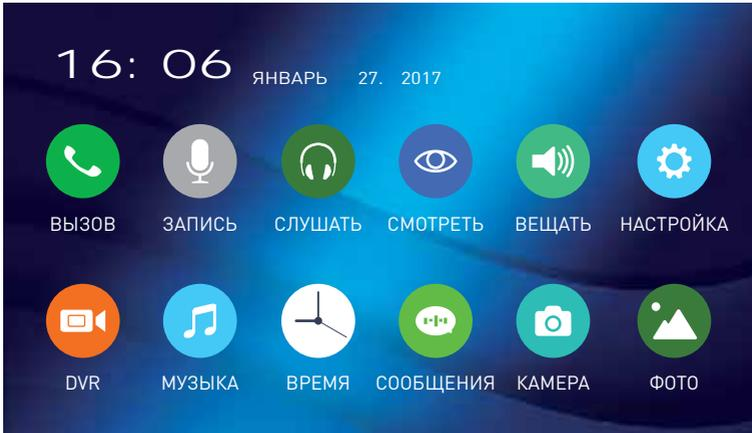 16: 06 ЯНВАРЬ 27. 2017
ВЫЗОВ ЗАПИСЬ СЛУШАТЬ СМОТРЕТЬ ВЕЩАТЬ НАСТРОЙКА
DVR МУЗЫКА ВРЕМЯ СООБЩЕНИЯ КАМЕРА ФОТО